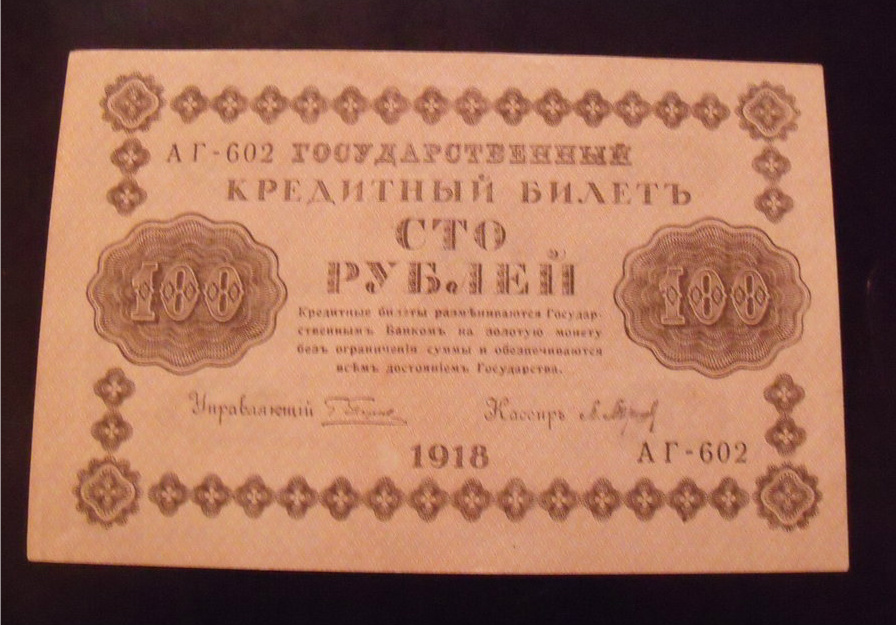 АГ-602 ГОСУДАРСТВЕННЫЙ
КРЕДИТНЫЙ БИЛЕТЪ
СТО
РУБЛЕЙ
100
100
Кредитные билэты размѣниваются Государ-
ственнымъ Банкомъ на золотую монету
безъ ограниченія суммы и обезпечиваются
всѣмъ достояніемъ Государства.
Управляющій
Кассиръ
1918
АГ-602